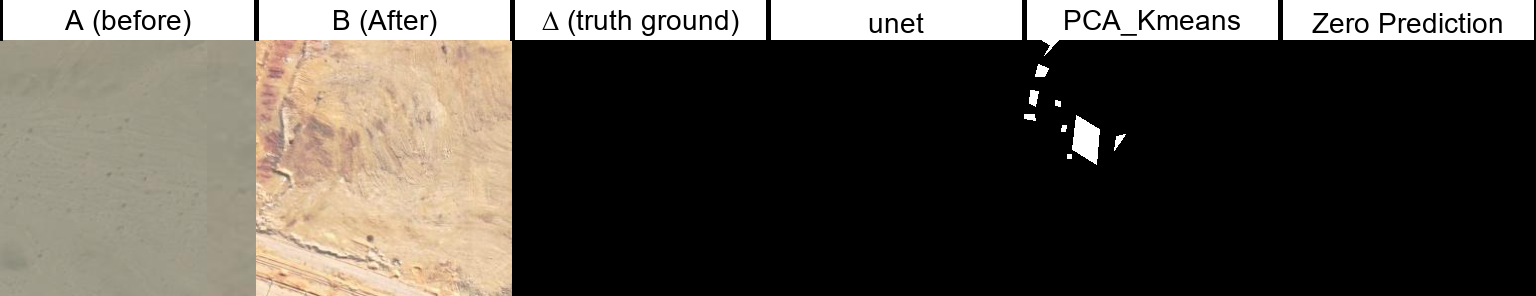 A (before)
B (After)
Δ (truth ground)
unet
PCA_Kmeans
Zero Prediction